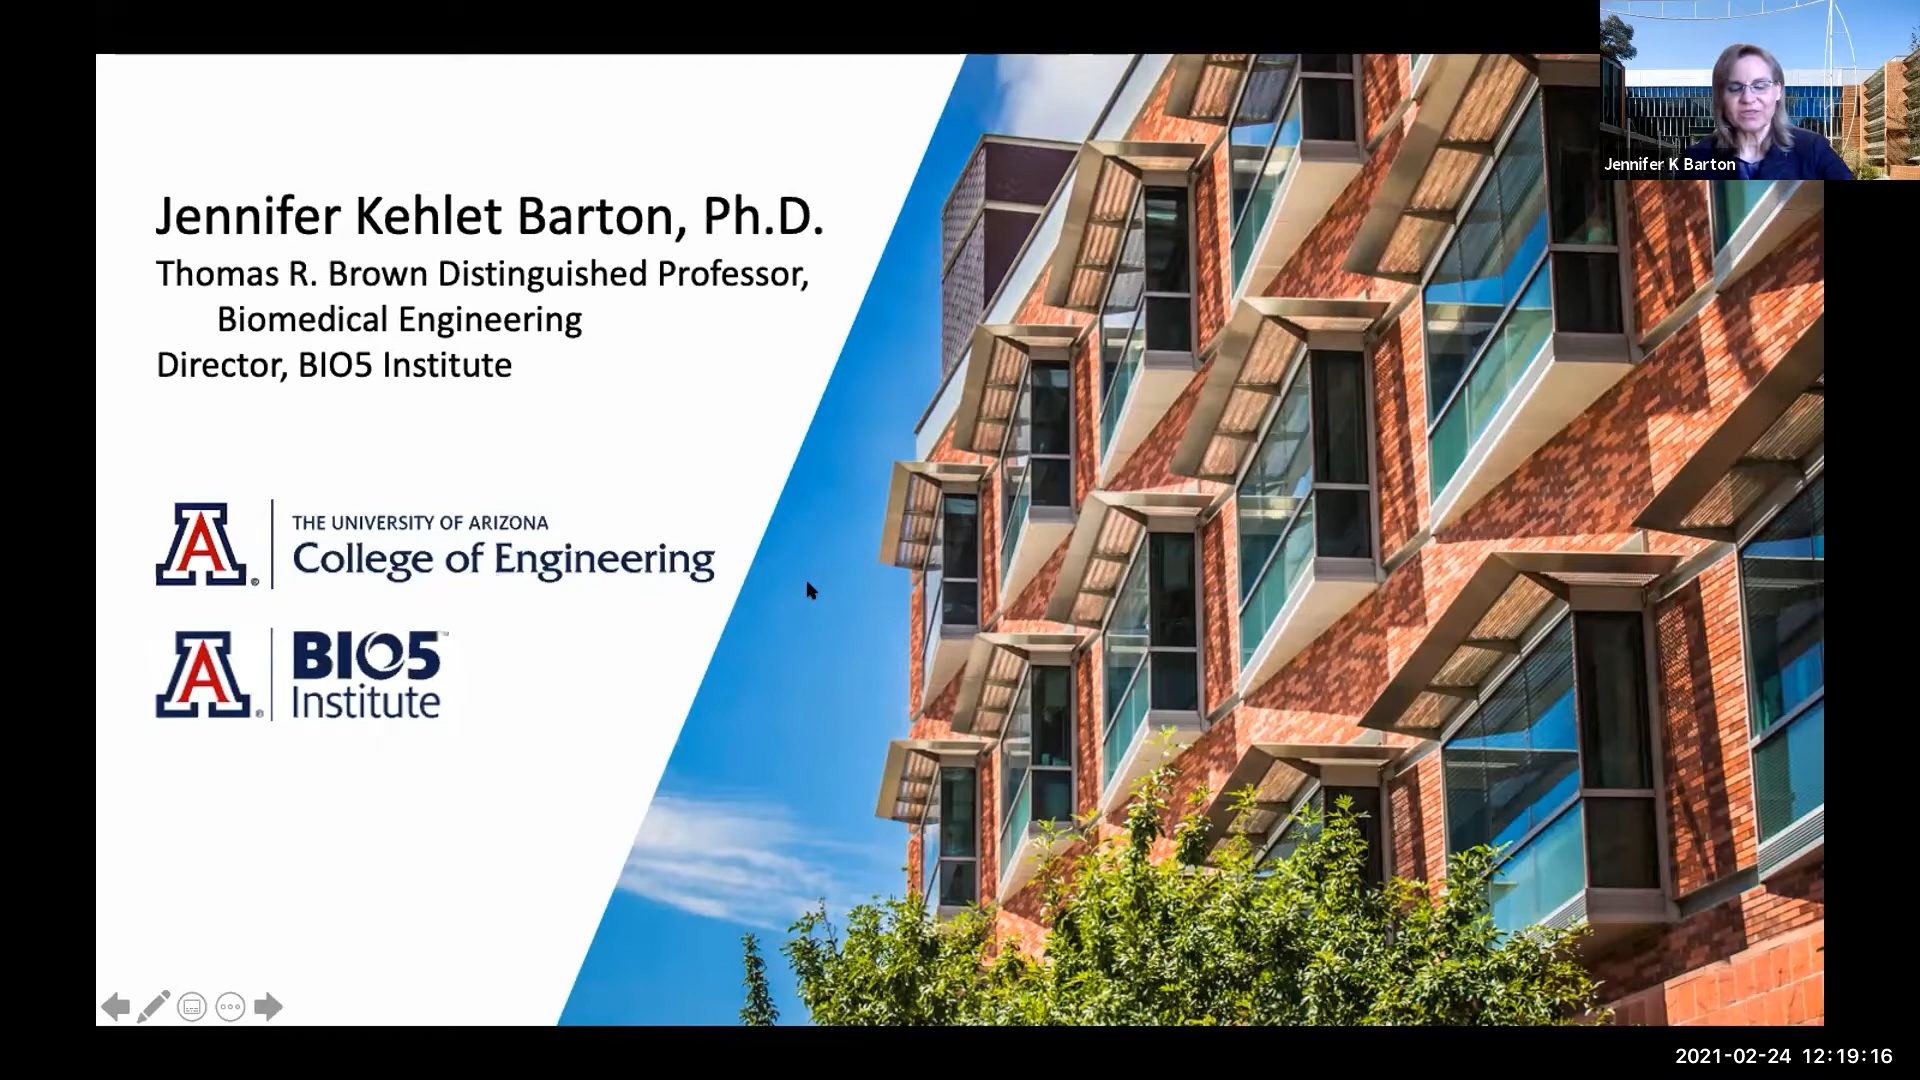 Jennifer Kehlet Barton, Ph.D.
Thomas R. Brown Distinguished Professor,
Biomedical Engineering
Director, BIO5 Institute
A ®
THE UNIVERSITY OF ARIZONA
College of Engineering
A ®
BIO5 ™
Institute
Jennifer K Barton
2021-02-24 12:19:16